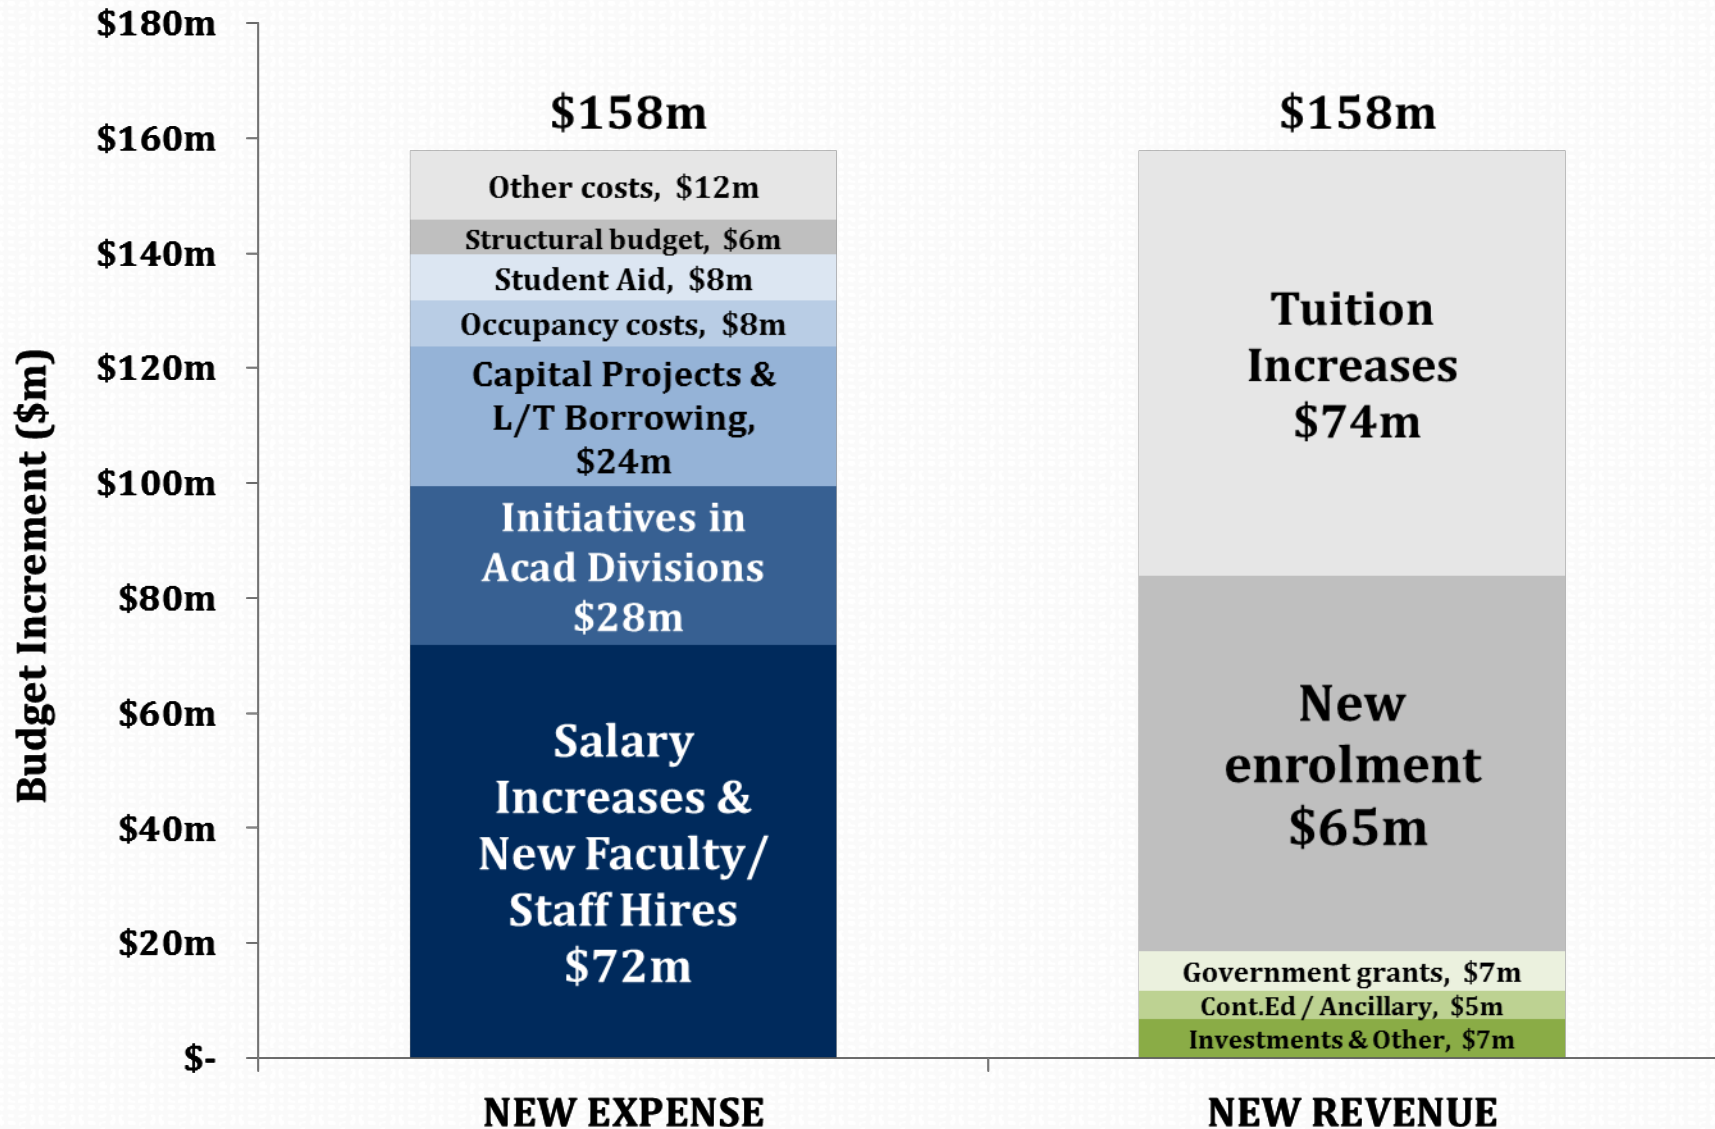 $180m
$160m
$140m
$120m
$100m
$80m
$60m
$40m
$20m
$-
Budget Increment ($m)
$158m
Other costs, $12m
Structural budget, $6m
Student Aid, $8m
Occupancy costs, $8m
Capital Projects &
L/T Borrowing,
$24m
Initiatives in
Acad Divisions
$28m
Salary
Increases &
New Faculty/
Staff Hires
$72m
NEW EXPENSE
$158m
Tuition
Increases
$74m
New
enrolment
$65m
Government grants, $7m
Cont.Ed / Ancillary, $5m
Investments & Other, $7m
NEW REVENUE